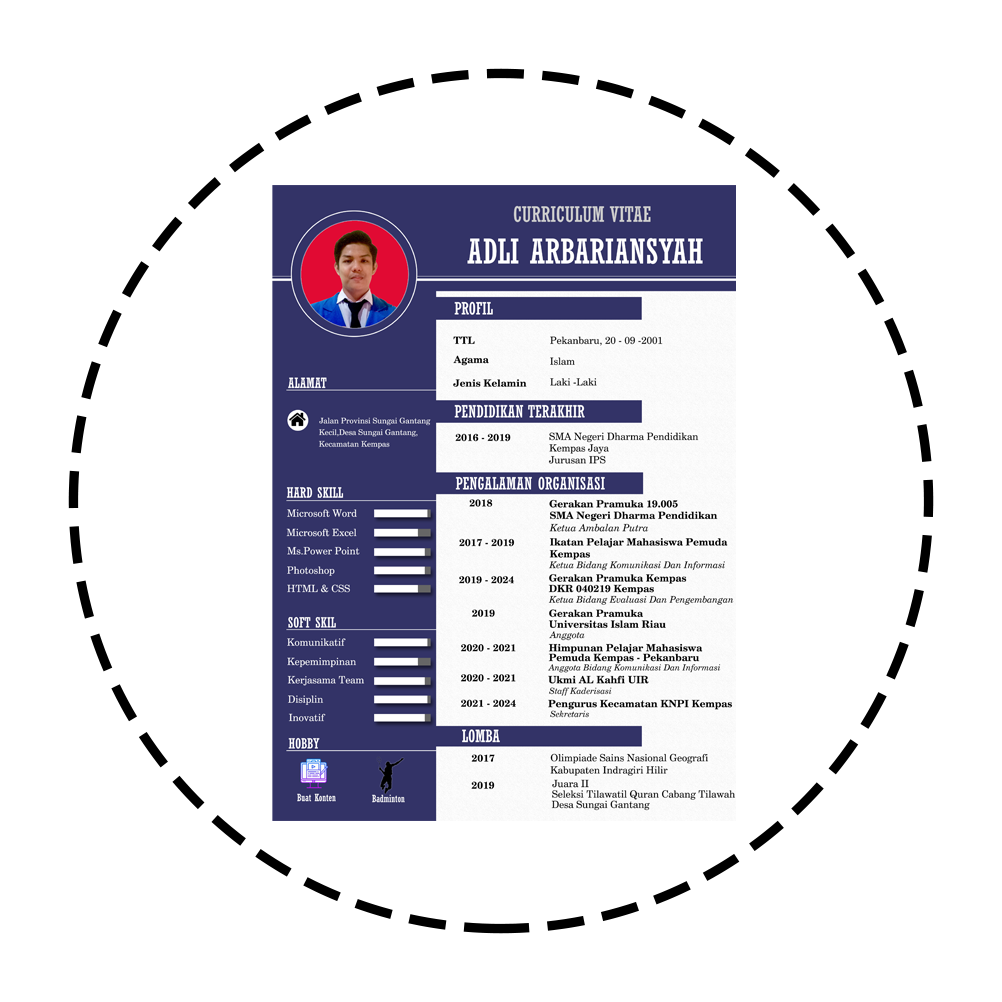 CURRICULUM VITAE
ADLI ARBARIANSYAH
ALAMAT
Jalan Provinsi Sungai Gantang
Kecil,Desa Sungai Gantang,
Kecamatan Kempas
HARD SKILL
Microsoft Word
Microsoft Excel
Ms.Power Point
Photoshop
HTML & CSS
SOFT SKIL
Komunikatif
Kepemimpinan
Kerjasama Team
Disiplin
Inovatif
HOBBY
Buat Konten
Badminton
PROFIL
TTL Pekanbaru, 20 - 09 -2001
Agama Islam
Jenis Kelamin Laki -Laki
PENDIDIKAN TERAKHIR
2016 - 2019 SMA Negeri Dharma Pendidikan
Kempas Jaya
Jurusan IPS
PENGALAMAN ORGANISASI
2018 Gerakan Pramuka 19.005
SMA Negeri Dharma Pendidikan
Ketua Ambalan Putra
2017 - 2019 Ikatan Pelajar Mahasiswa Pemuda
Kempas
Ketua Bidang Komunikasi Dan Informasi
2019 - 2024 Gerakan Pramuka Kempas
DKR 040219 Kempas
Ketua Bidang Evaluasi Dan Pengembangan
2019 Gerakan Pramuka
Universitas Islam Riau
Anggota
2020 - 2021 Himpunan Pelajar Mahasiswa
Pemuda Kempas - Pekanbaru
Anggota Bidang Komunikasi Dan Informasi
2020 - 2021 Ukmi AL Kahfi UIR
Staff Kaderisasi
2021 - 2024 Pengurus Kecamatan KNPI Kempas
Sekretaris
LOMBA
2017 Olimpiade Sains Nasional Geografi
Kabupaten Indragiri Hilir
2019 Juara II
Seleksi Tilawatil Quran Cabang Tilawah
Desa Sungai Gantang